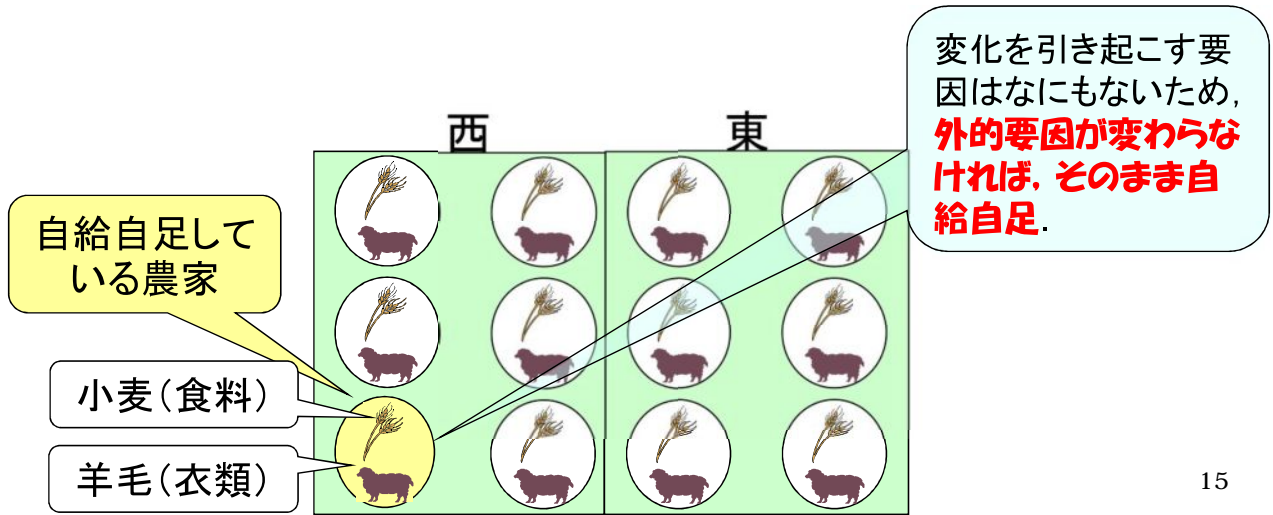 西
東
変化を引き起こす要
因はなにもないため，
外的要因が変わらな
ければ，そのまま自
給自足．
自給自足して
いる農家
小麦（食料）
羊毛（衣類）
15